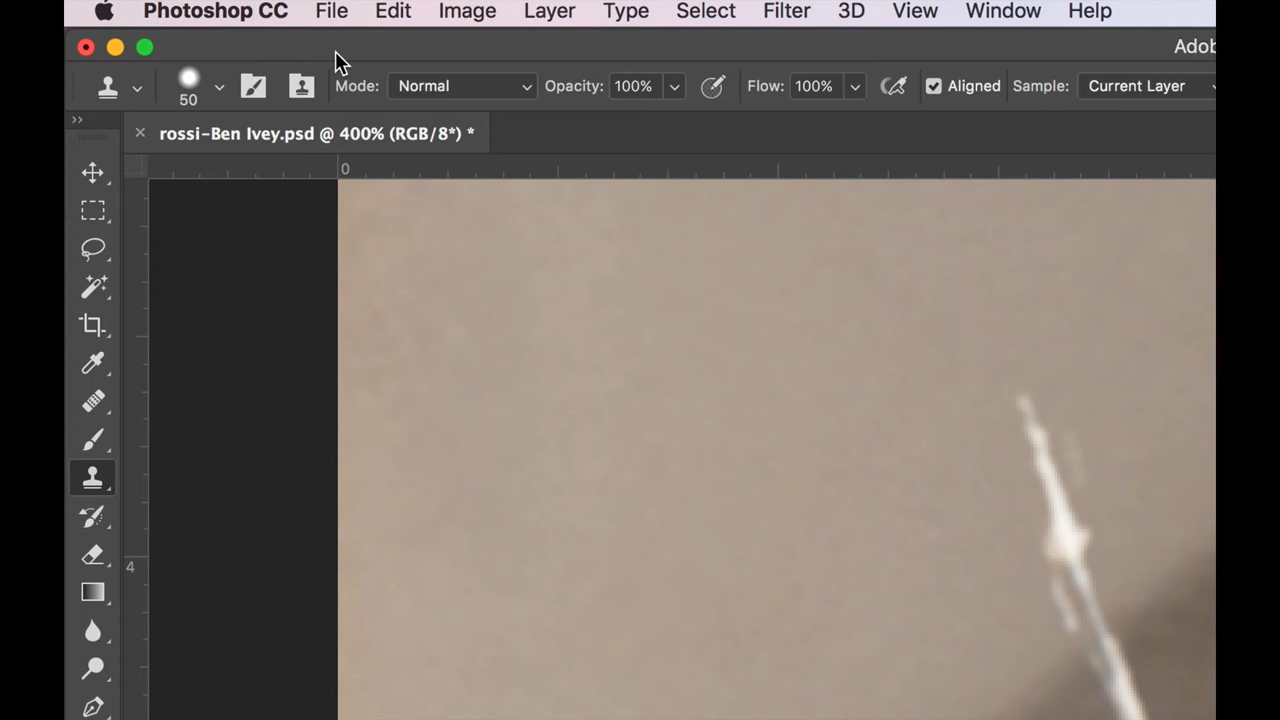 Photoshop CC File Edit Image Layer Type Select Filter 3D View Window Help
Adob
50 Mode: Normal Opacity: 100% Flow: 100% Aligned Sample: Current Layer
rossi-Ben Ivey.psd @ 400% (RGB/8*) *
0
4